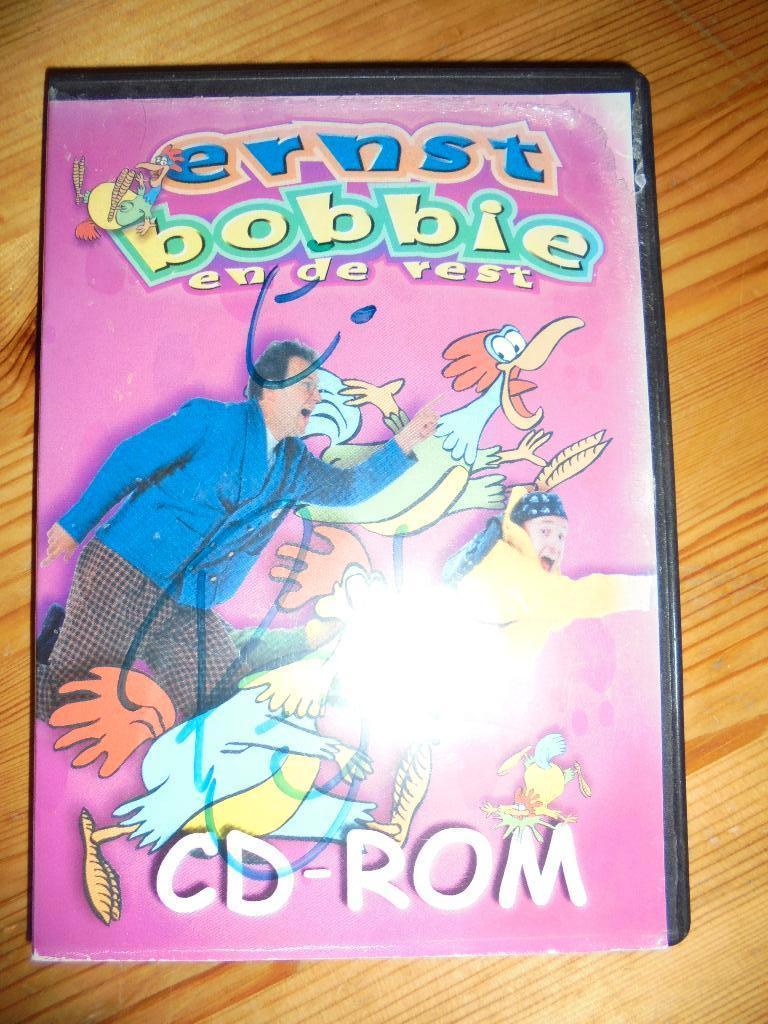 ernst
bobbie
en de rest
CD-ROM